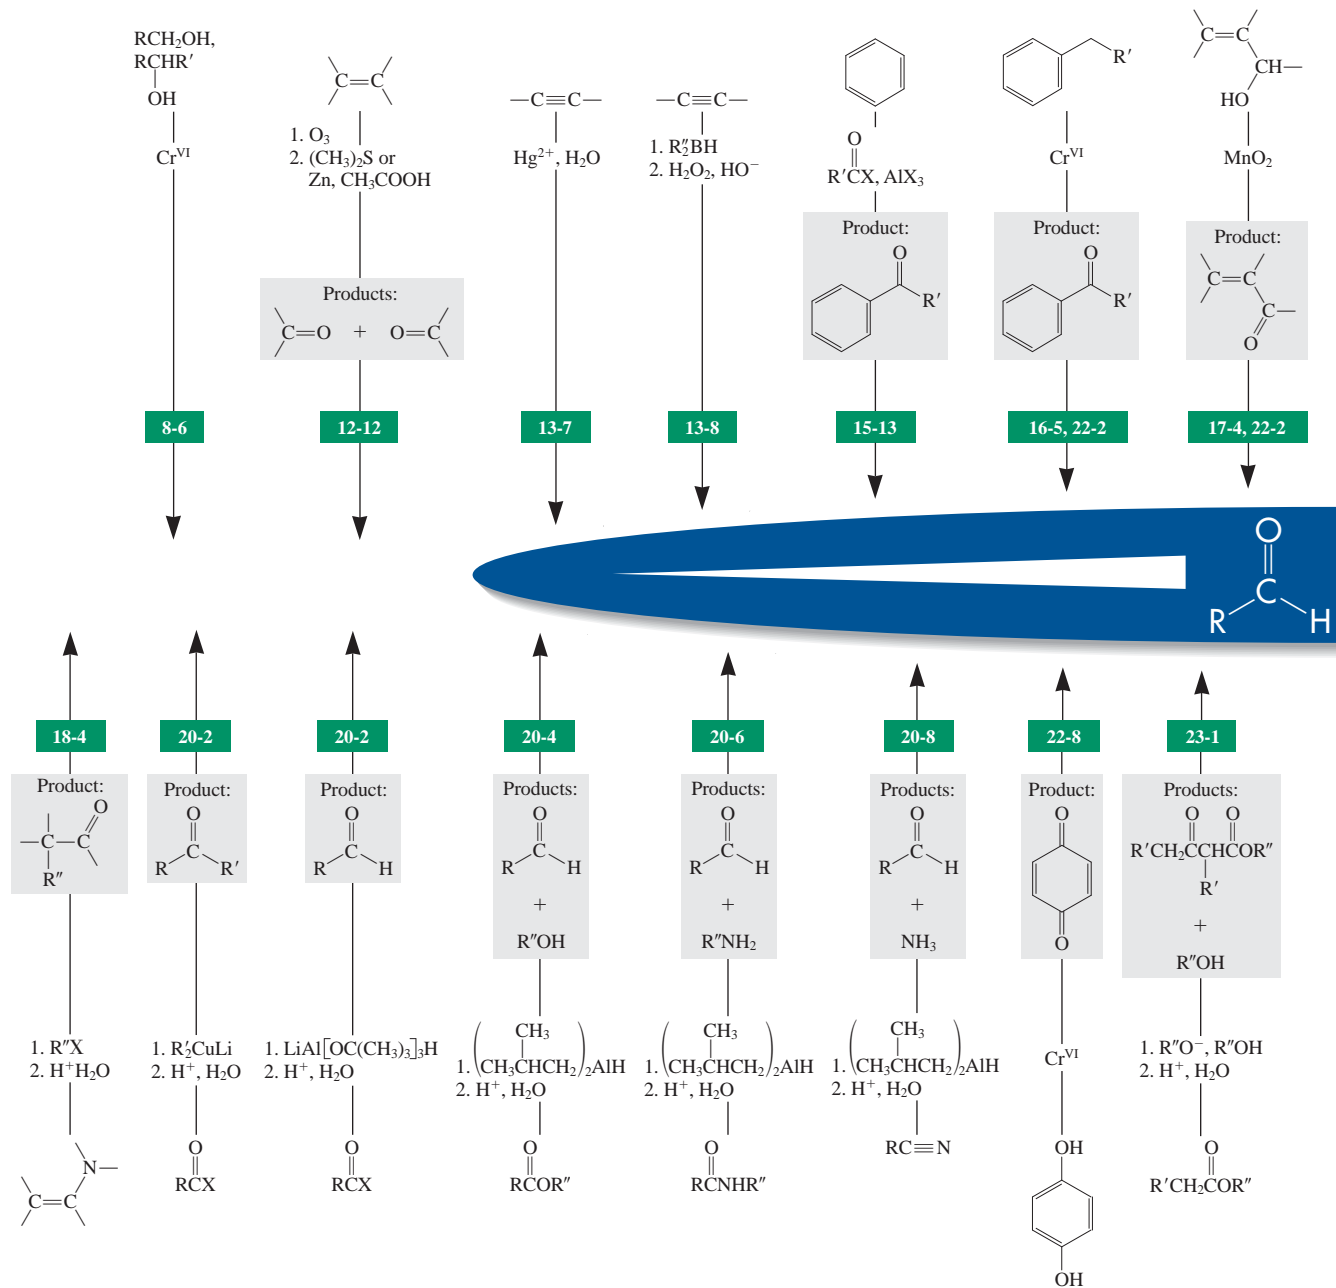 RCH₂OH,
RCHR′
OH
Cr^VI
8-6
C=C
1. O₃
2. (CH₃)₂S or
Zn, CH₃COOH
Products:
C=O + O=C
12-12
—C≡C—
Hg²⁺, H₂O
13-7
—C≡C—
1. R″₂BH
2. H₂O₂, HO⁻
13-8
O
R′CX, AlX₃
Product:
O
R′
15-13
R′
Cr^VI
Product:
O
R′
16-5, 22-2
C=C
CH—
HO
MnO₂
Product:
C=C
C—
O
17-4, 22-2
O
C
R H
18-4
Product:
O
—C—C
R″
1. R″X
2. H⁺H₂O
N—
C=C
20-2
Product:
O
C
R R′
1. R′₂CuLi
2. H⁺, H₂O
O
RCX
20-2
Product:
O
C
R H
1. LiAl[OC(CH₃)₃]₃H
2. H⁺, H₂O
O
RCX
20-4
Products:
O
C
R H
+
R″OH
CH₃
1. (CH₃CHCH₂)₂AlH
2. H⁺, H₂O
O
RCOR″
20-6
Products:
O
C
R H
+
R″NH₂
CH₃
1. (CH₃CHCH₂)₂AlH
2. H⁺, H₂O
O
RCNHR″
20-8
Products:
O
C
R H
+
NH₃
CH₃
1. (CH₃CHCH₂)₂AlH
2. H⁺, H₂O
RC≡N
22-8
Product:
O
O
Cr^VI
OH
OH
23-1
Products:
O O
R′CH₂CCHCOR″
R′
+
R″OH
1. R″O⁻, R″OH
2. H⁺, H₂O
O
R′CH₂COR″